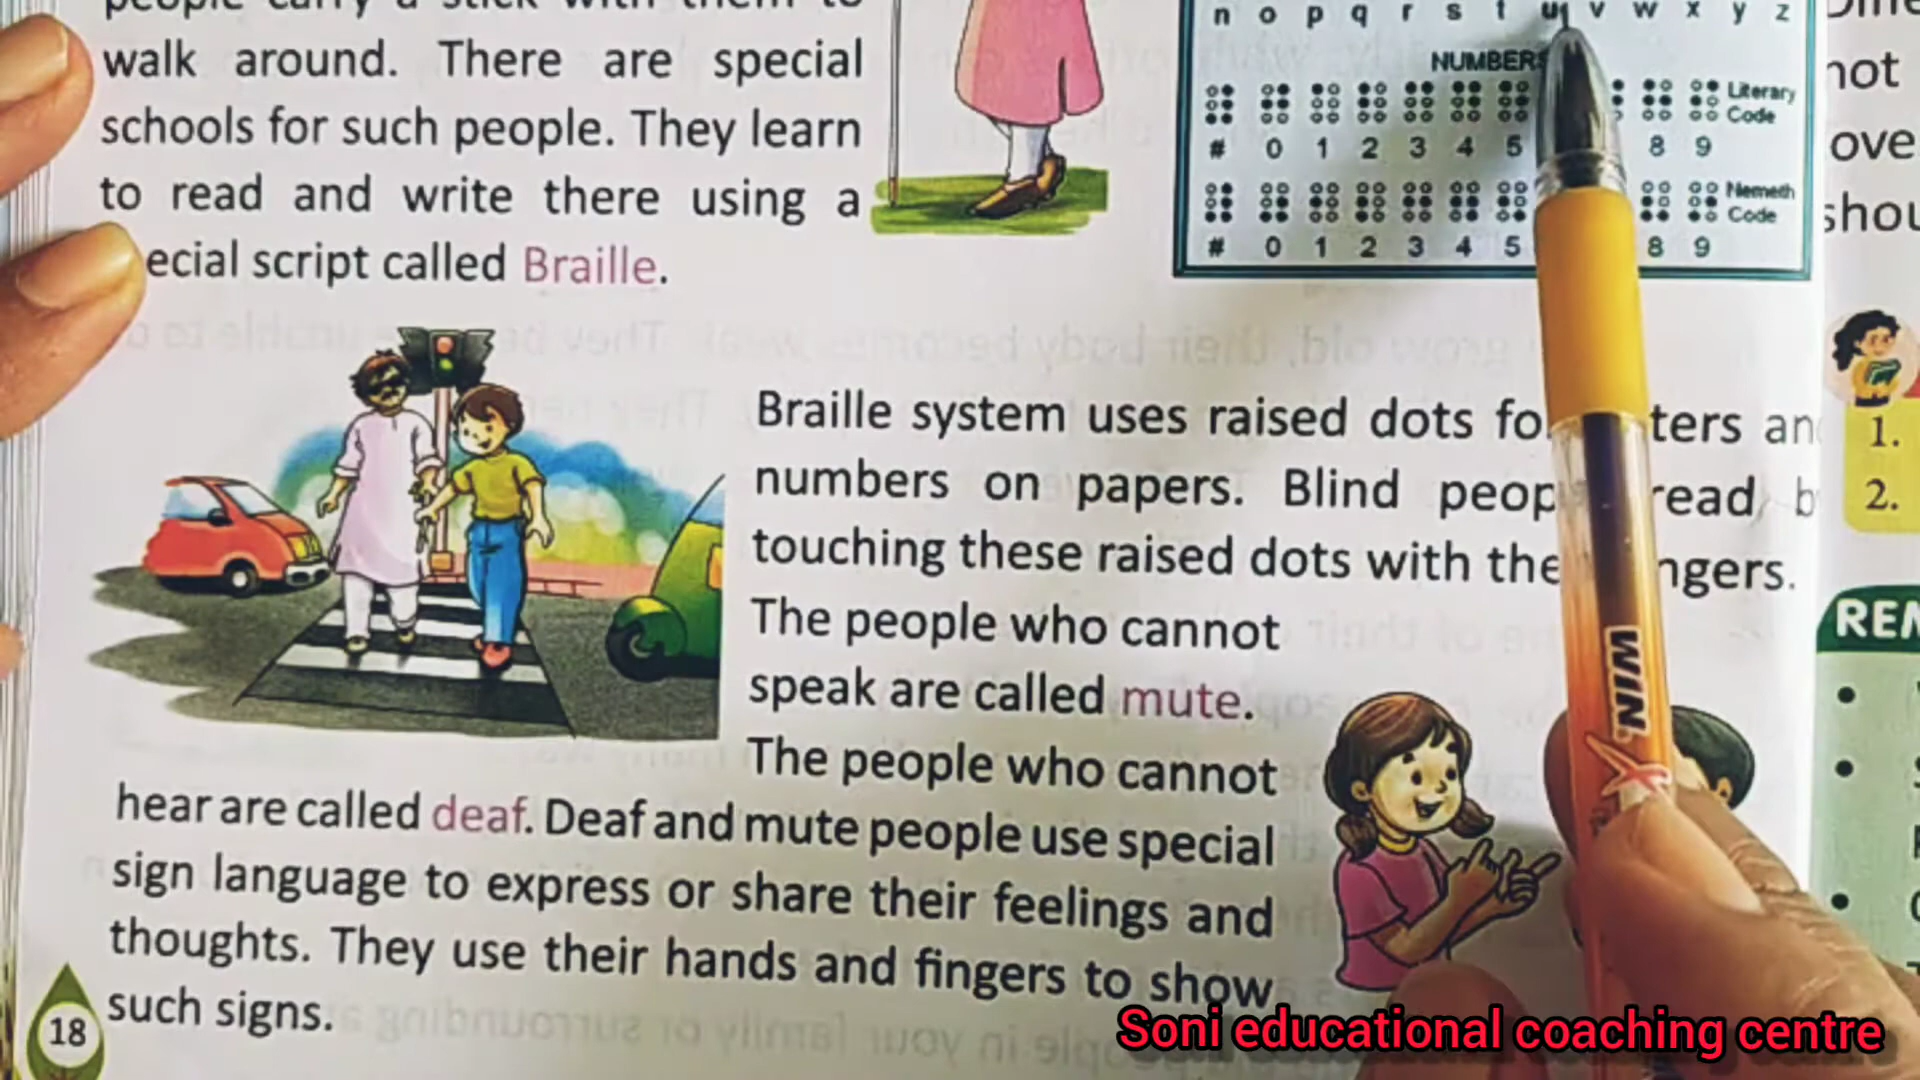 people carry a stick with them to
walk around. There are special
schools for such people. They learn
to read and write there using a
ecial script called Braille.
n o p q r s t u v w x y z
NUMBERS
Literary
Code
# 0 1 2 3 4 5 8 9
Nemeth
Code
# 0 1 2 3 4 5 8 9
Braille system uses raised dots fo ters an
numbers on papers. Blind peop read b
touching these raised dots with the ngers.
The people who cannot
speak are called mute.
The people who cannot
hear are called deaf. Deaf and mute people use special
sign language to express or share their feelings and
thoughts. They use their hands and fingers to show
such signs.
18
not
ove
shou
1.
2.
REM
WIN.
Soni educational coaching centre